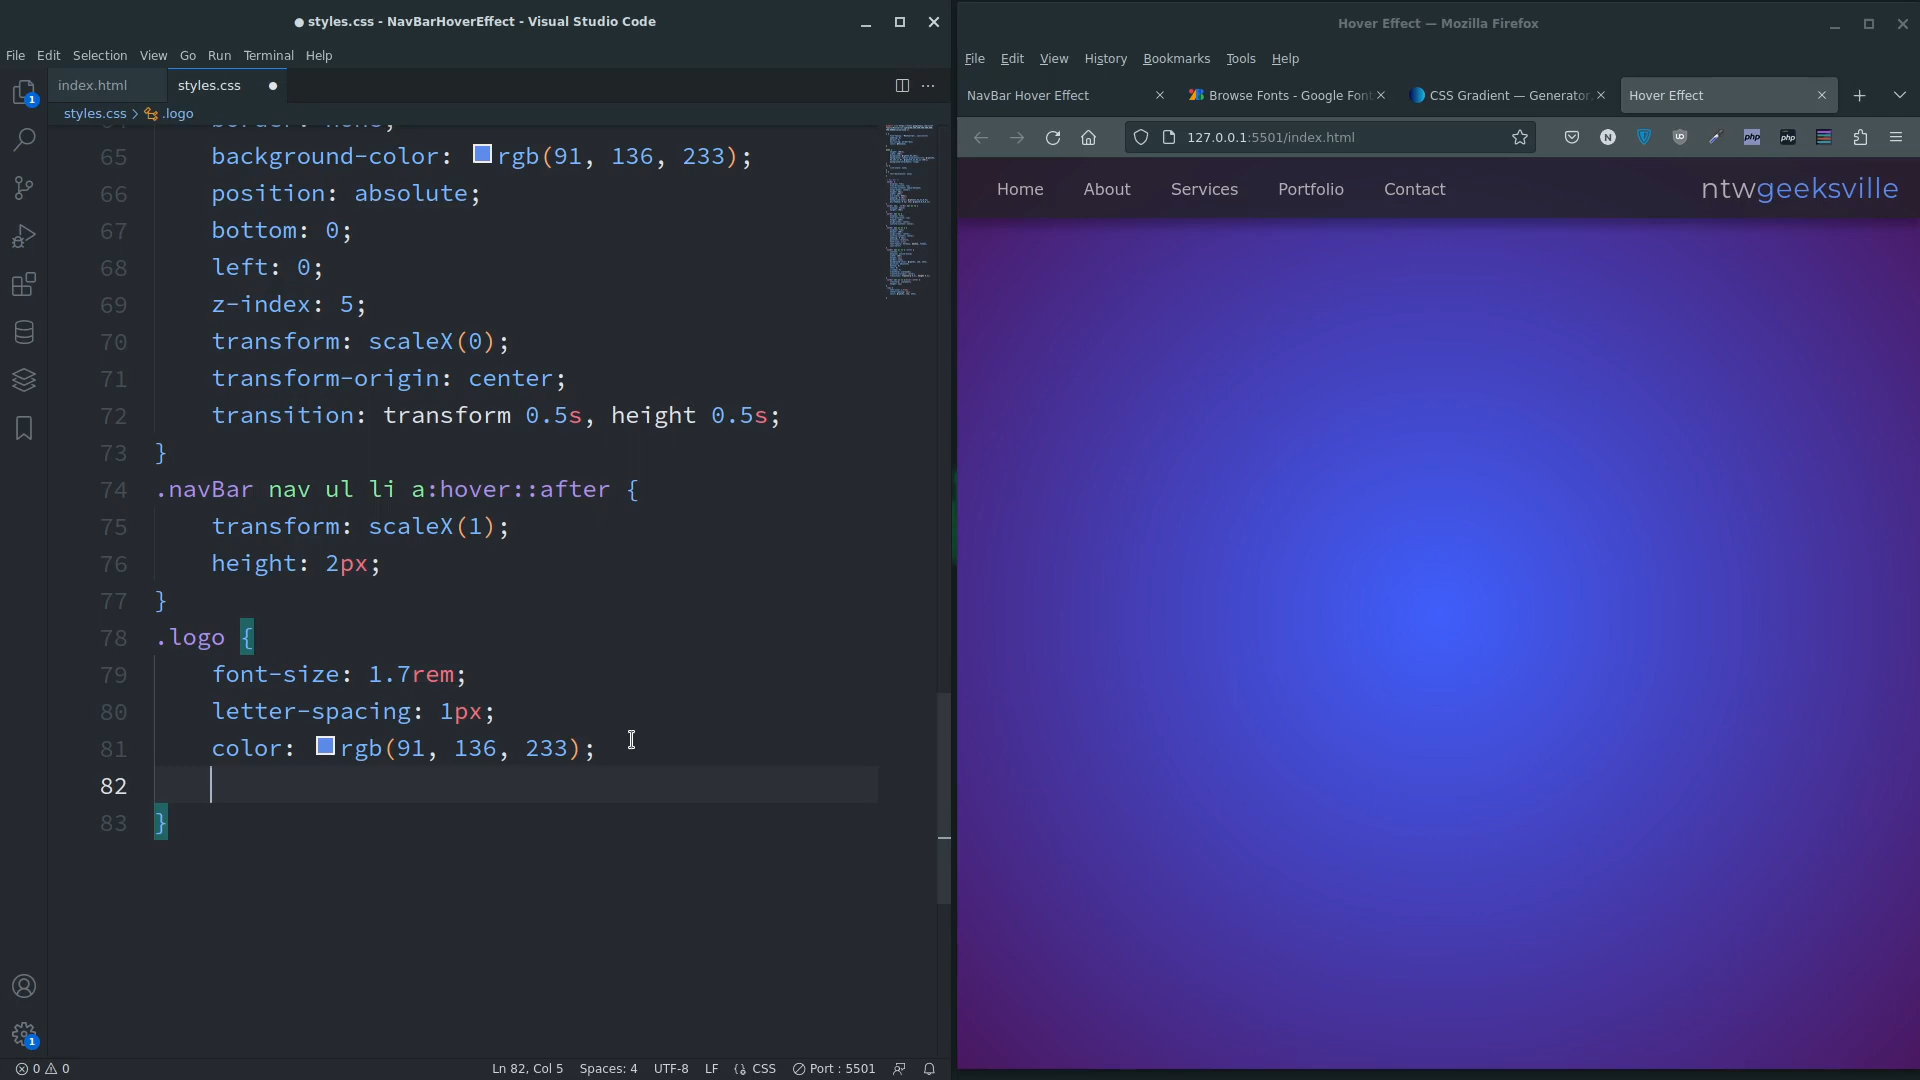 styles.css - NavBarHoverEffect - Visual Studio Code
File Edit Selection View Go Run Terminal Help
1
index.html
styles.css
styles.css > .logo
65 background-color: rgb(91, 136, 233);
66 position: absolute;
67 bottom: 0;
68 left: 0;
69 z-index: 5;
70 transform: scaleX(0);
71 transform-origin: center;
72 transition: transform 0.5s, height 0.5s;
73 }
74 .navBar nav ul li a:hover::after {
75 transform: scaleX(1);
76 height: 2px;
77 }
78 .logo {
79 font-size: 1.7rem;
80 letter-spacing: 1px;
81 color: rgb(91, 136, 233);
82
83 }
1
0 0
Ln 82, Col 5 Spaces: 4 UTF-8 LF {} CSS Port : 5501
Hover Effect — Mozilla Firefox
File Edit View History Bookmarks Tools Help
NavBar Hover Effect
Browse Fonts - Google Font
CSS Gradient — Generator,
Hover Effect
127.0.0.1:5501/index.html
N
php
php
Home About Services Portfolio Contact
ntwgeeksville